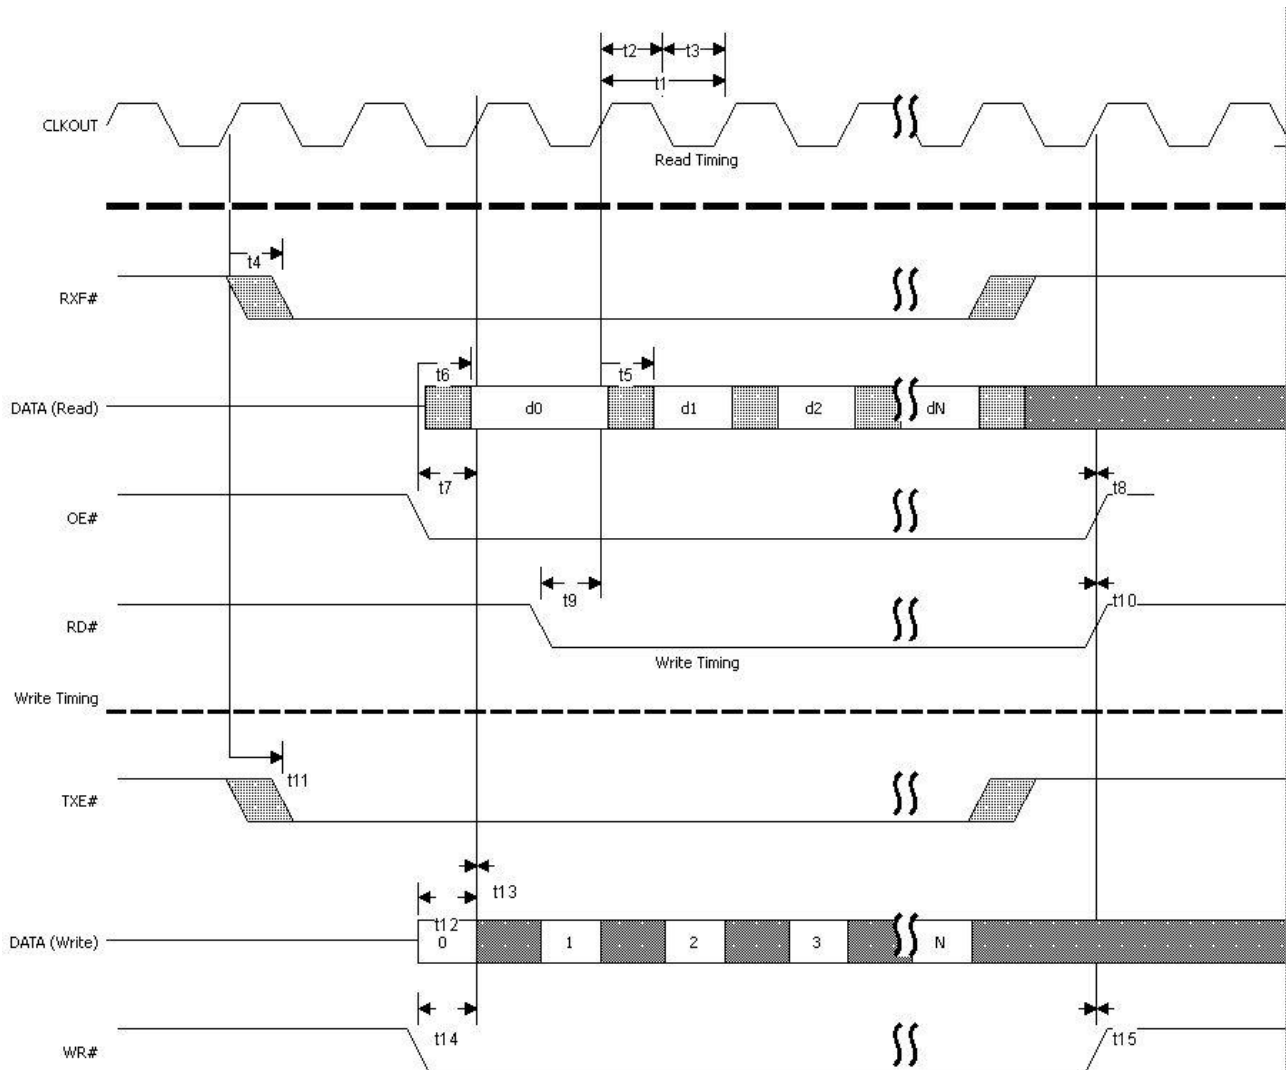 t2 t3
t1
CLKOUT
Read Timing
t4
RXF#
t6 t5
DATA (Read) d0 d1 d2 dN
t7 t8
OE#
t9 t10
RD#
Write Timing
Write Timing
t11
TXE#
t13
t12
DATA (Write) 0 1 2 3 N
t14 t15
WR#